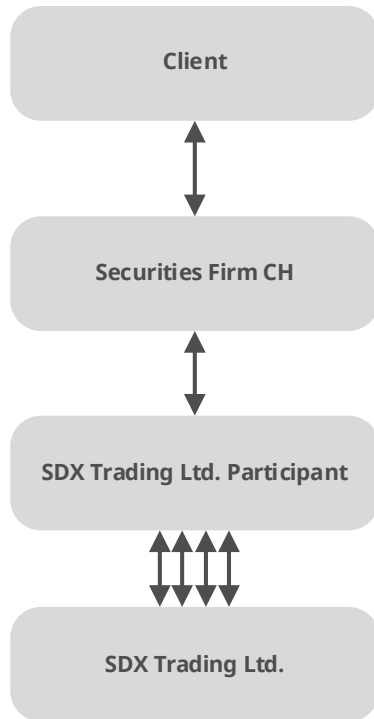 Client
Securities Firm CH
SDX Trading Ltd. Participant
SDX Trading Ltd.